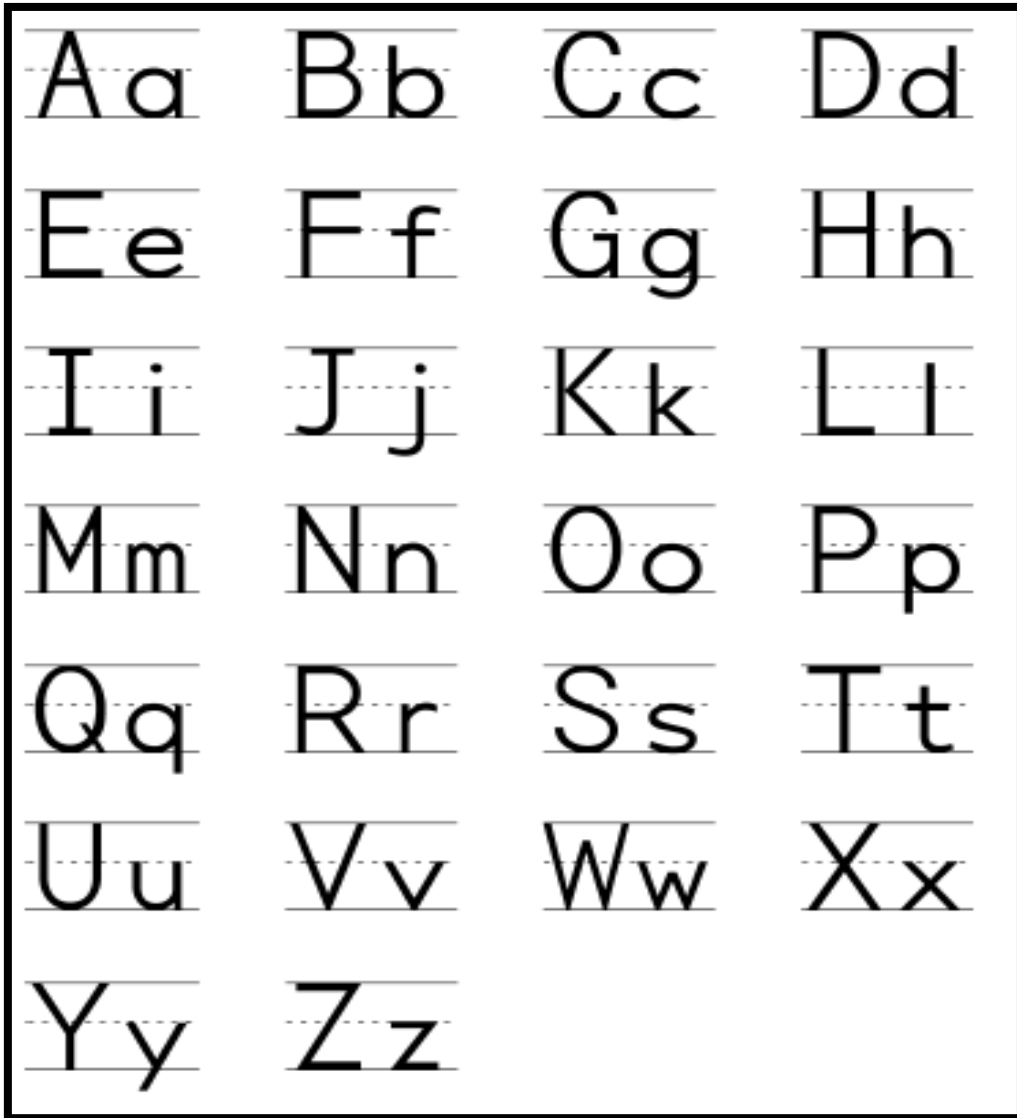 Aa Bb Cc Dd
Ee Ff Gg Hh
Ii Jj Kk Ll
Mm Nn Oo Pp
Qq Rr Ss Tt
Uu Vv Ww Xx
Yy Zz